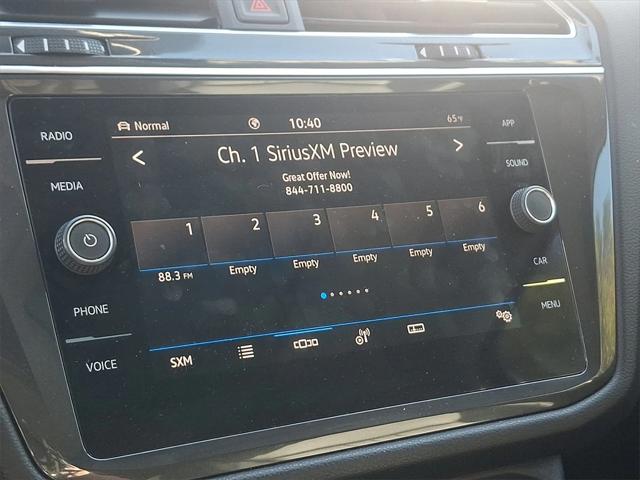 Normal 10:40 65°F
RADIO
MEDIA
PHONE
VOICE
Ch. 1 SiriusXM Preview
Great Offer Now!
844-711-8800
1 2 3 4 5 6
88.3 FM Empty Empty Empty Empty Empty
SXM
APP
SOUND
CAR
MENU